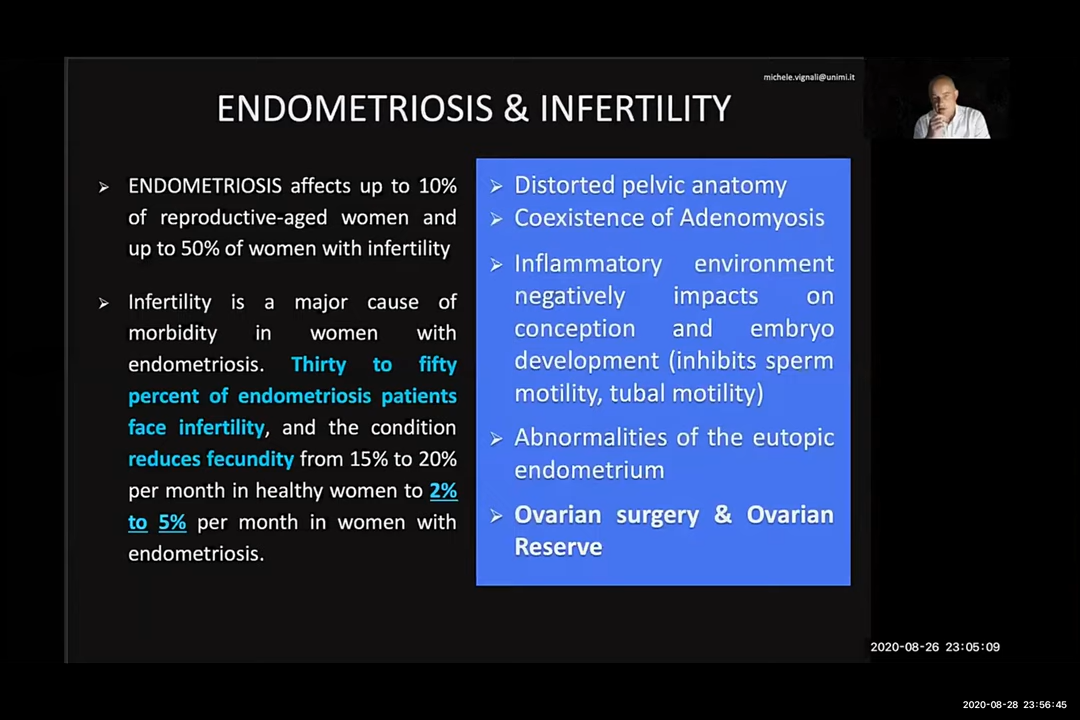 michele.vignali@unimi.it
ENDOMETRIOSIS & INFERTILITY
➢ ENDOMETRIOSIS affects up to 10%
of reproductive-aged women and
up to 50% of women with infertility
➢ Infertility is a major cause of
morbidity in women with
endometriosis. Thirty to fifty
percent of endometriosis patients
face infertility, and the condition
reduces fecundity from 15% to 20%
per month in healthy women to 2%
to 5% per month in women with
endometriosis.
➢ Distorted pelvic anatomy
➢ Coexistence of Adenomyosis
➢ Inflammatory environment
negatively impacts on
conception and embryo
development (inhibits sperm
motility, tubal motility)
➢ Abnormalities of the eutopic
endometrium
➢ Ovarian surgery & Ovarian
Reserve
2020-08-26 23:05:09
2020-08-28 23:56:45